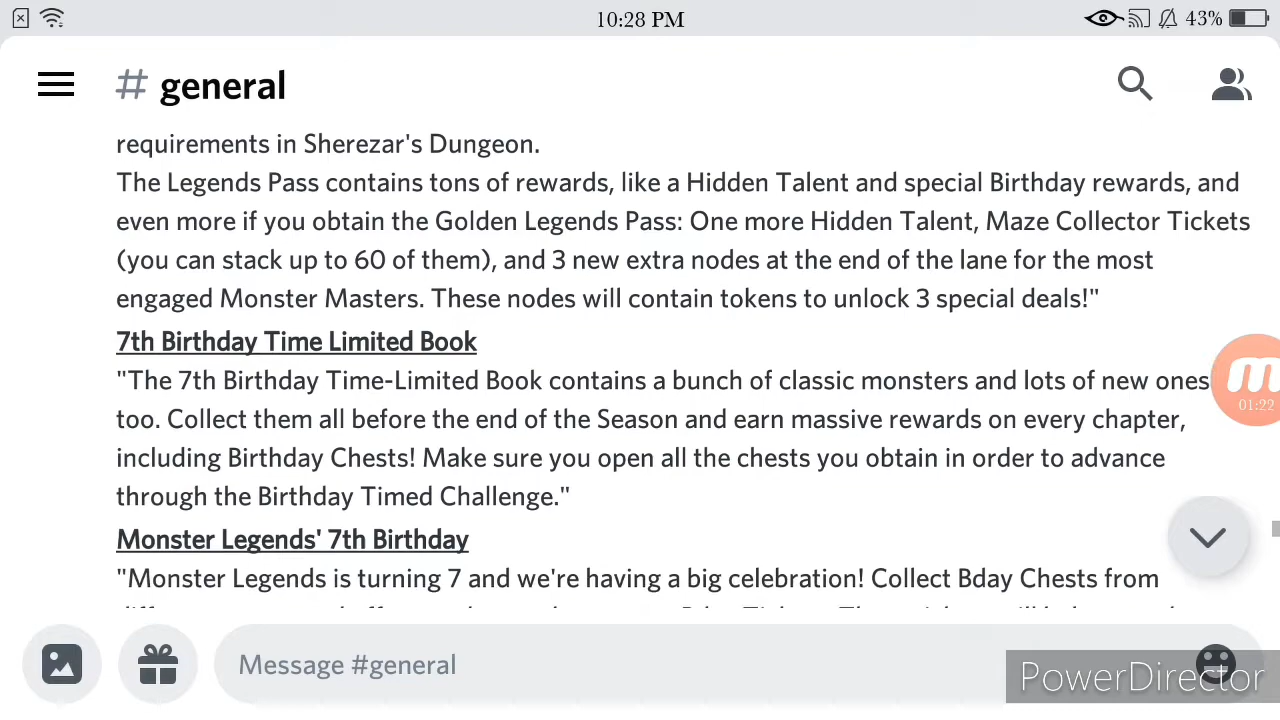 10:28 PM
43%
# general
requirements in Sherezar's Dungeon.
The Legends Pass contains tons of rewards, like a Hidden Talent and special Birthday rewards, and
even more if you obtain the Golden Legends Pass: One more Hidden Talent, Maze Collector Tickets
(you can stack up to 60 of them), and 3 new extra nodes at the end of the lane for the most
engaged Monster Masters. These nodes will contain tokens to unlock 3 special deals!"
7th Birthday Time Limited Book
"The 7th Birthday Time-Limited Book contains a bunch of classic monsters and lots of new ones
too. Collect them all before the end of the Season and earn massive rewards on every chapter,
01:22
including Birthday Chests! Make sure you open all the chests you obtain in order to advance
through the Birthday Timed Challenge."
Monster Legends' 7th Birthday
"Monster Legends is turning 7 and we're having a big celebration! Collect Bday Chests from
Message #general
PowerDirector